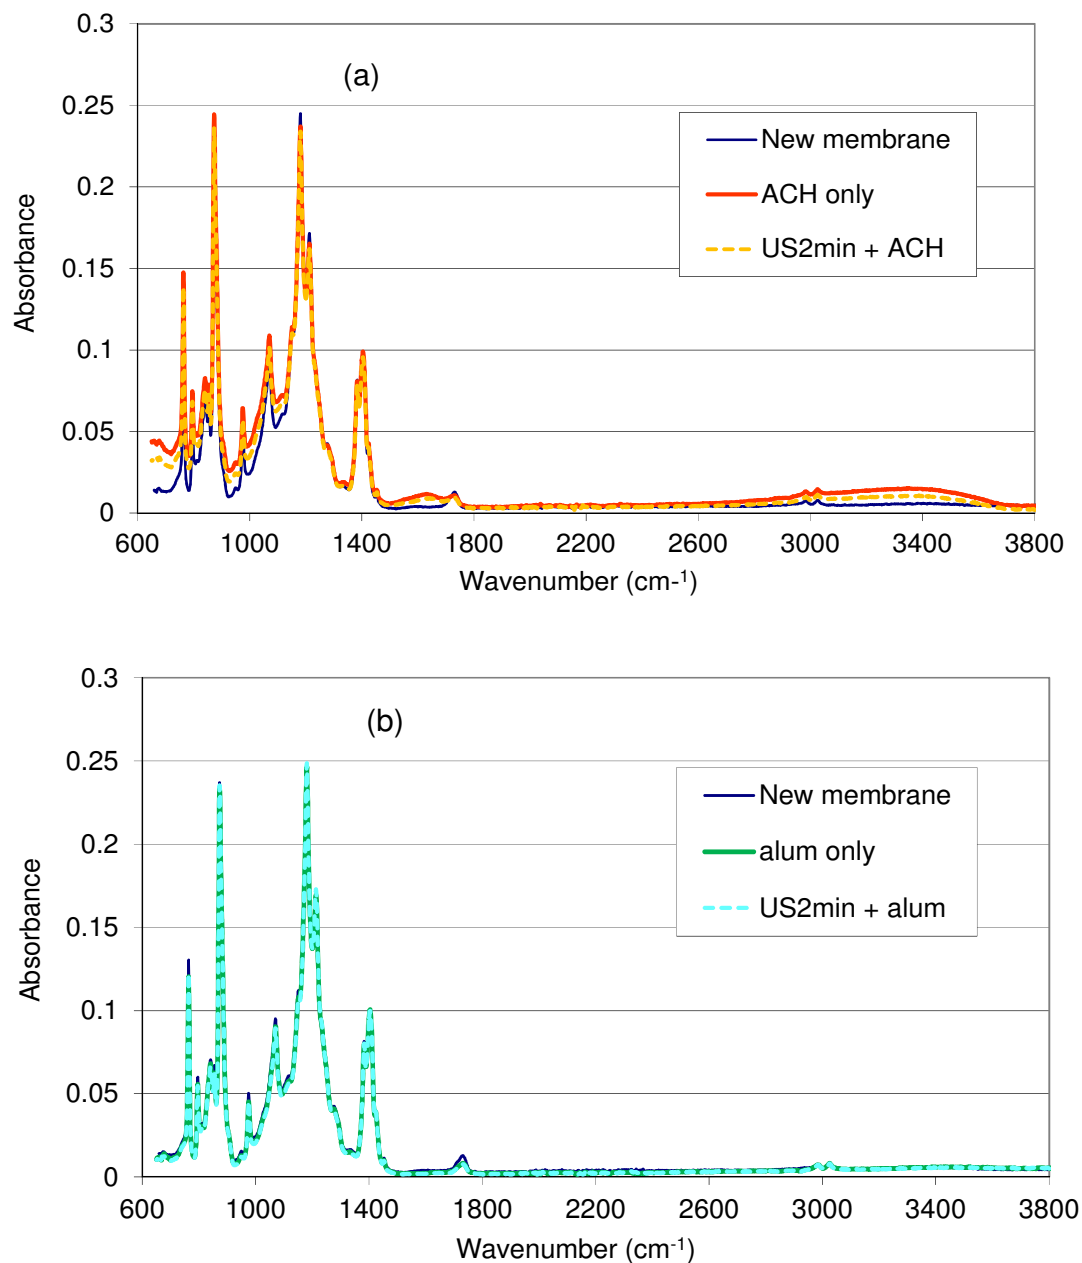 0.3
(a)
0.25
New membrane
0.2
ACH only
US2min + ACH
0.15
Absorbance
0.1
0.05
0
600 1000 1400 1800 2200 2600 3000 3400 3800
Wavenumber (cm-¹)
0.3
(b)
0.25
New membrane
0.2
alum only
US2min + alum
0.15
Absorbance
0.1
0.05
0
600 1000 1400 1800 2200 2600 3000 3400 3800
Wavenumber (cm⁻¹)